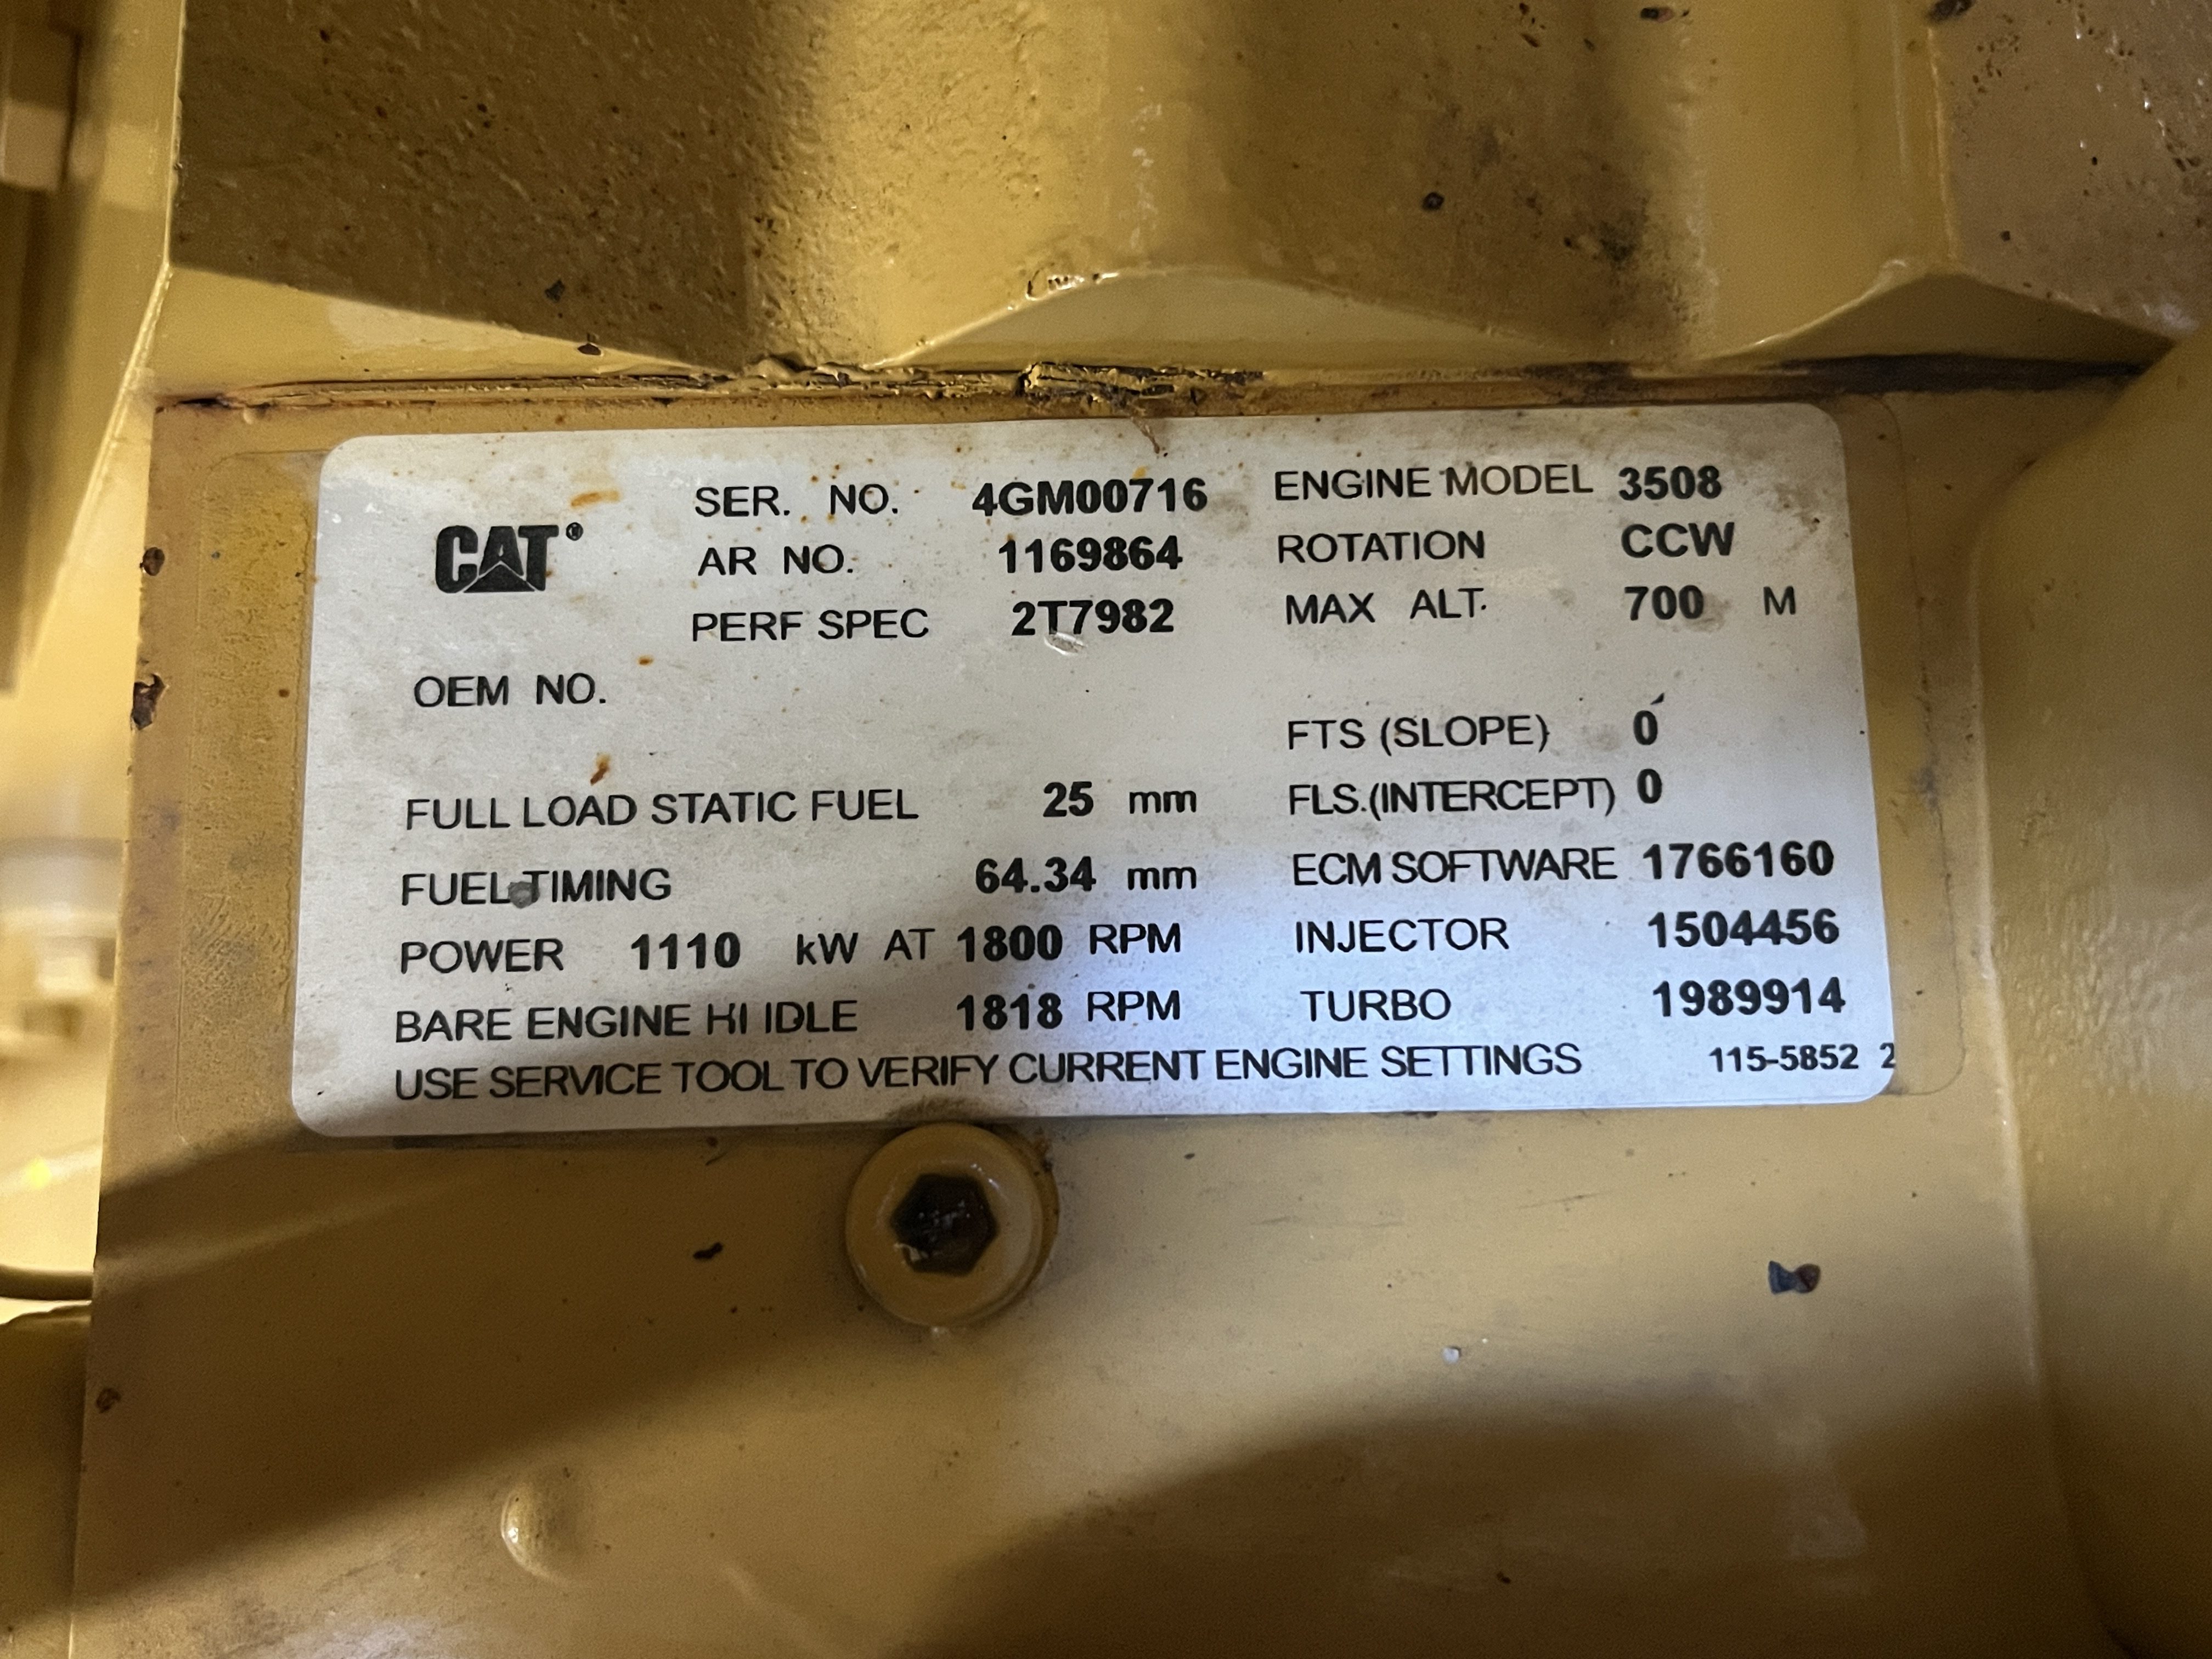 CAT®
SER. NO. 4GM00716 ENGINE MODEL 3508
AR NO. 1169864 ROTATION CCW
PERF SPEC 2T7982 MAX ALT. 700 M
OEM NO.
FTS (SLOPE) 0
FULL LOAD STATIC FUEL 25 mm FLS.(INTERCEPT) 0
FUEL TIMING 64.34 mm ECM SOFTWARE 1766160
POWER 1110 kW AT 1800 RPM INJECTOR 1504456
BARE ENGINE HI IDLE 1818 RPM TURBO 1989914
USE SERVICE TOOL TO VERIFY CURRENT ENGINE SETTINGS 115-5852 2